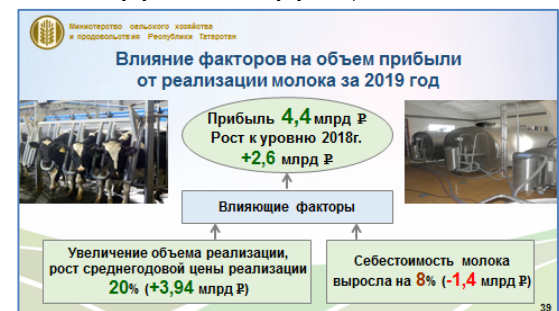 Министерство сельского хозяйства
и продовольствия Республики Татарстан
Влияние факторов на объем прибыли
от реализации молока за 2019 год
Прибыль 4,4 млрд ₽
Рост к уровню 2018г.
+2,6 млрд ₽
Влияющие факторы
Увеличение объема реализации,
рост среднегодовой цены реализации
20% (+3,94 млрд ₽)
Себестоимость молока
выросла на 8% (-1,4 млрд ₽)
39